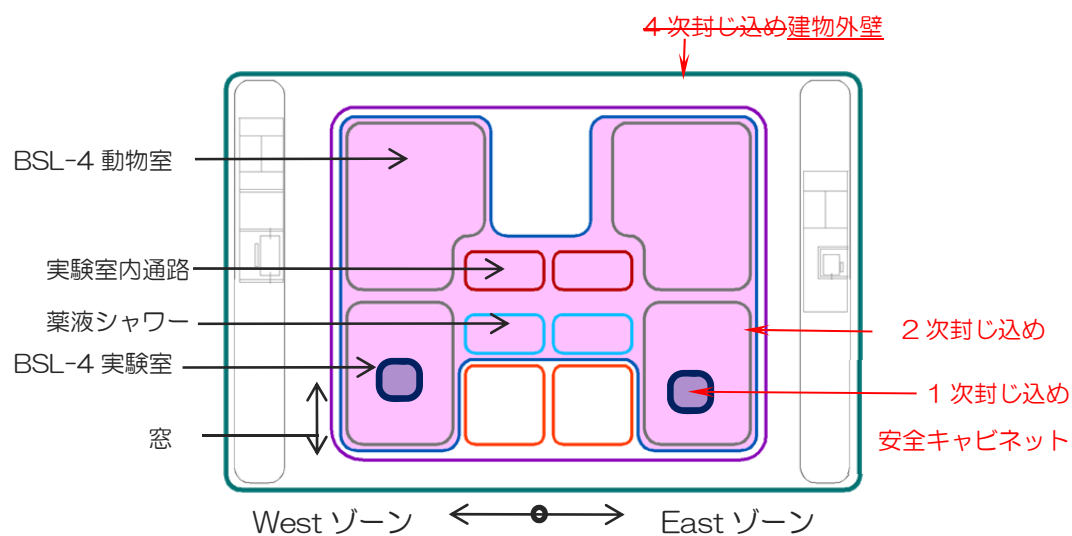 4次封じ込め建物外壁
BSL-4 動物室
実験室内通路
薬液シャワー
2次封じ込め
BSL-4 実験室
1次封じ込め
窓
安全キャビネット
West ゾーン
East ゾーン